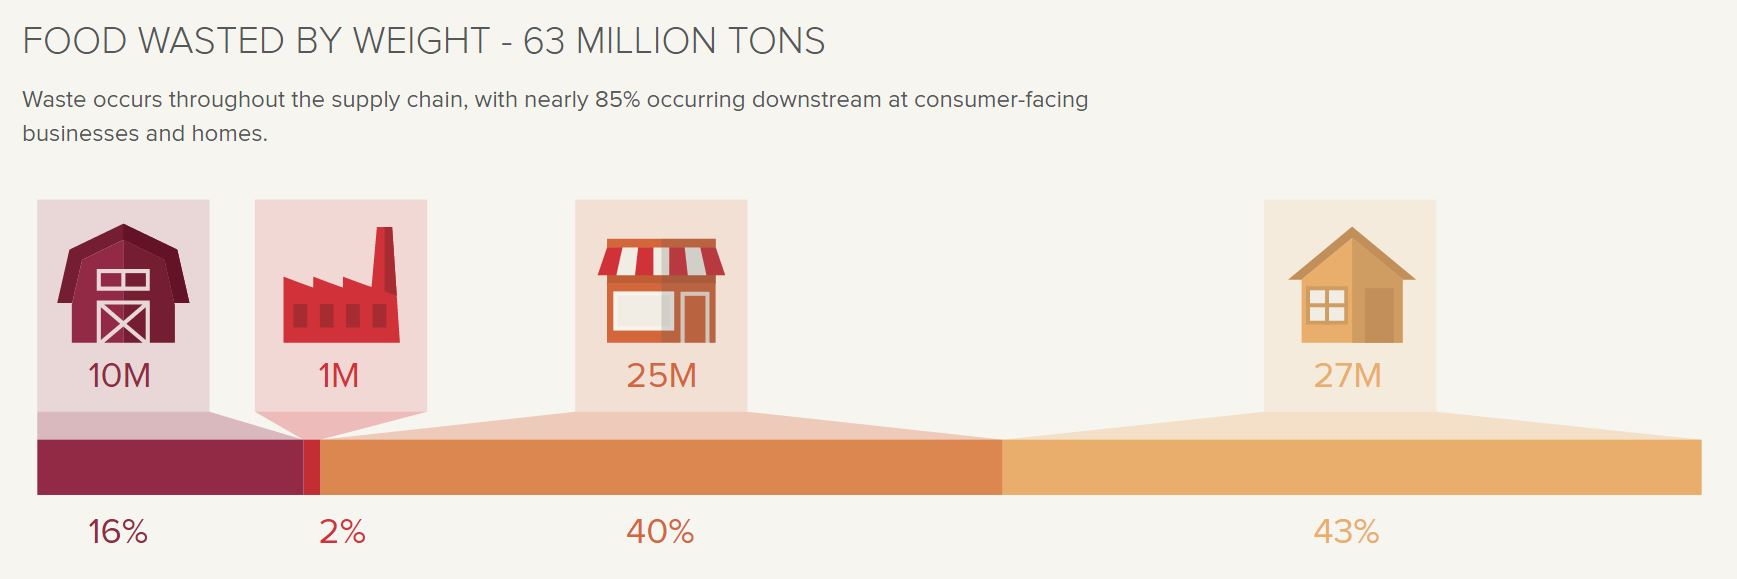 FOOD WASTED BY WEIGHT - 63 MILLION TONS
Waste occurs throughout the supply chain, with nearly 85% occurring downstream at consumer-facing
businesses and homes.
10M
1M
25M
27M
16%
2%
40%
43%